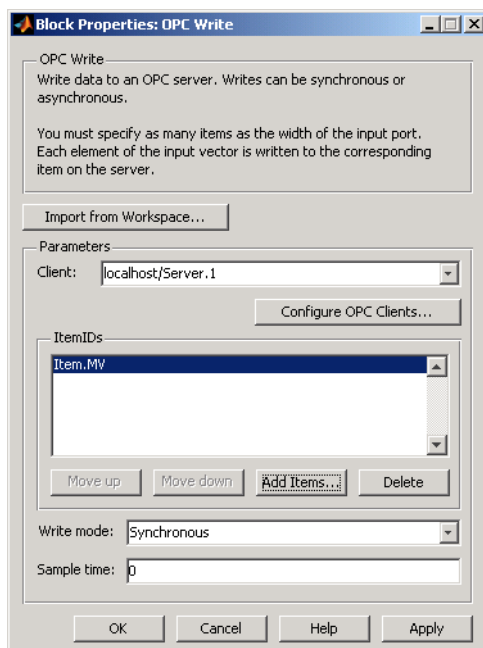 Block Properties: OPC Write
OPC Write
Write data to an OPC server. Writes can be synchronous or
asynchronous.
You must specify as many items as the width of the input port.
Each element of the input vector is written to the corresponding
item on the server.
Import from Workspace...
Parameters
Client: localhost/Server.1
Configure OPC Clients...
ItemIDs
Item.MV
Move up Move down Add Items... Delete
Write mode: Synchronous
Sample time: 0
OK Cancel Help Apply